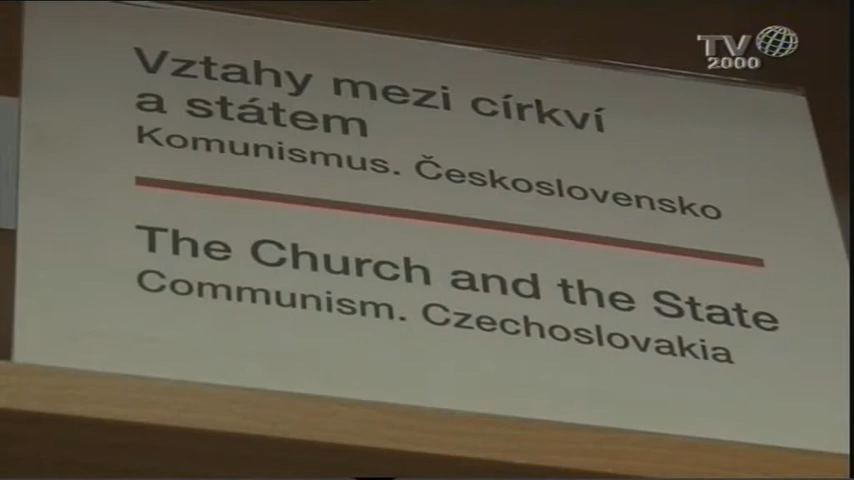 TV
2000
Vztahy mezi církví
a státem
Komunismus. Československo
The Church and the State
Communism. Czechoslovakia